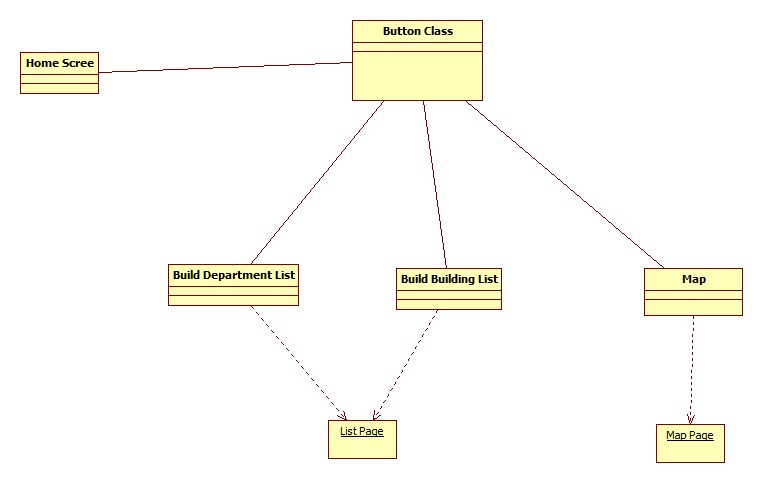 Button Class
Home Scree
Build Department List
Build Building List
Map
List Page
Map Page